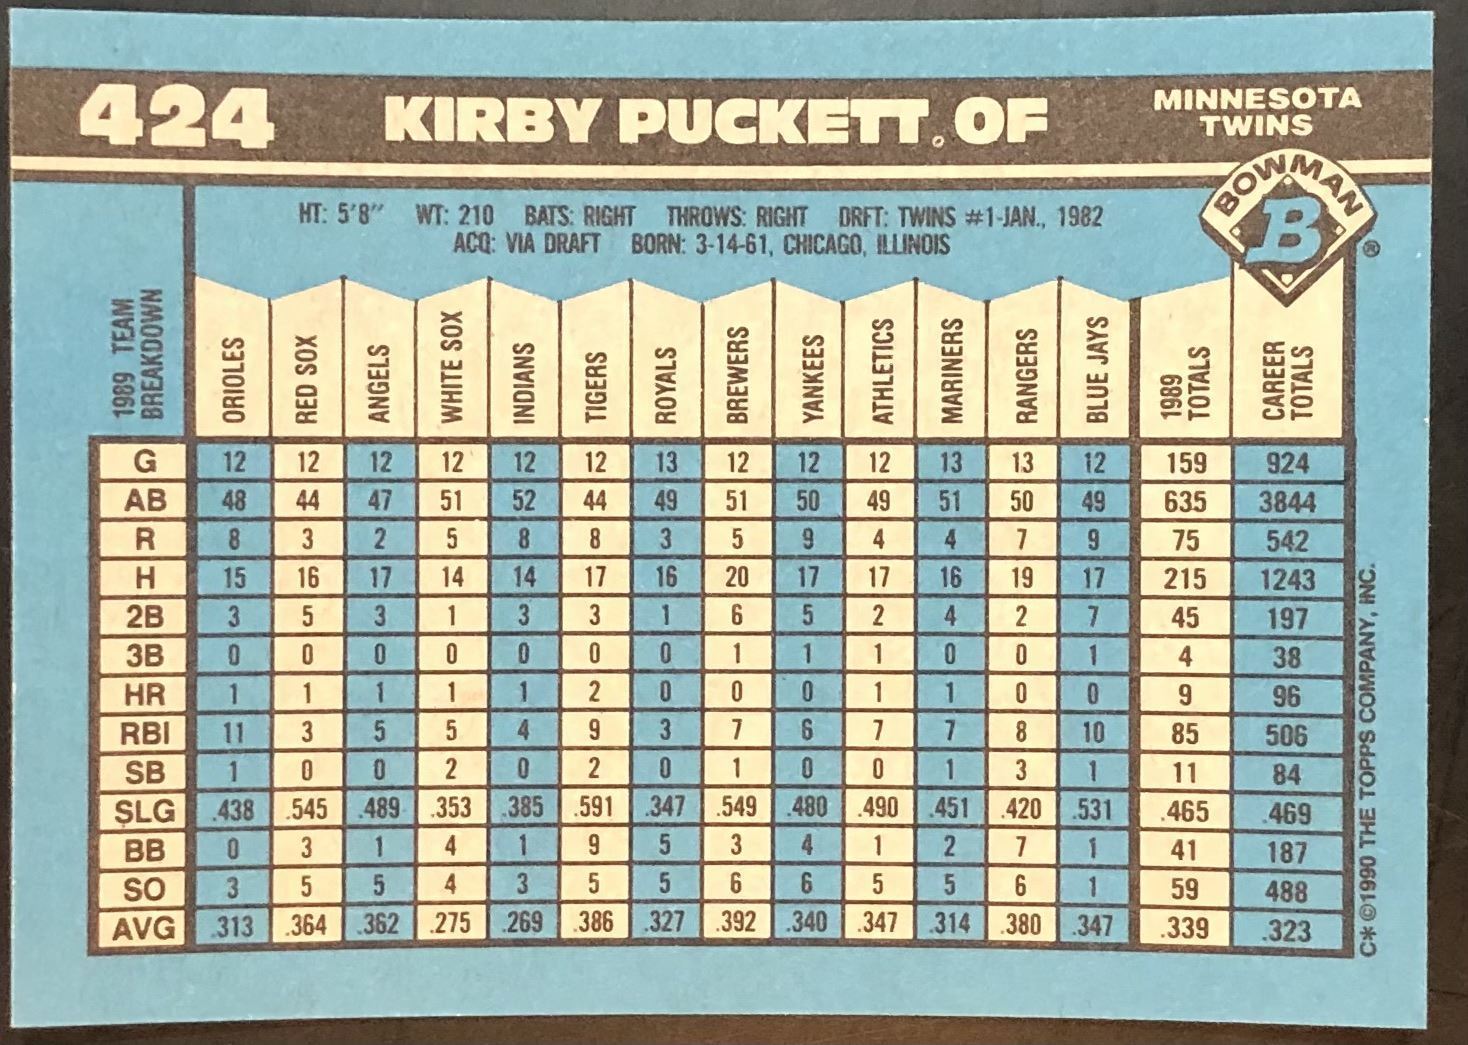 424 KIRBY PUCKETT. OF MINNESOTA TWINS
BOWMAN
B
®
HT: 5'8" WT: 210 BATS: RIGHT THROWS: RIGHT DRFT: TWINS #1-JAN., 1982
ACQ: VIA DRAFT BORN: 3-14-61, CHICAGO, ILLINOIS
1989 TEAM BREAKDOWN ORIOLES RED SOX ANGELS WHITE SOX INDIANS TIGERS ROYALS BREWERS YANKEES ATHLETICS MARINERS RANGERS BLUE JAYS 1989 TOTALS CAREER TOTALS
G 12 12 12 12 12 12 13 12 12 12 13 13 12 159 924
AB 48 44 47 51 52 44 49 51 50 49 51 50 49 635 3844
R 8 3 2 5 8 8 3 5 9 4 4 7 9 75 542
H 15 16 17 14 14 17 16 20 17 17 16 19 17 215 1243
2B 3 5 3 1 3 3 1 6 5 2 4 2 7 45 197
3B 0 0 0 0 0 0 0 1 1 1 0 0 1 4 38
HR 1 1 1 1 1 2 0 0 0 1 1 0 0 9 96
RBI 11 3 5 5 4 9 3 7 6 7 7 8 10 85 506
SB 1 0 0 2 0 2 0 1 0 0 1 3 1 11 84
SLG .438 .545 .489 .353 .385 .591 .347 .549 .480 .490 .451 .420 .531 .465 .469
BB 0 3 1 4 1 9 5 3 4 1 2 7 1 41 187
SO 3 5 5 4 3 5 5 6 6 5 5 6 1 59 488
AVG .313 .364 .362 .275 .269 .386 .327 .392 .340 .347 .314 .380 .347 .339 .323
C*©1990 THE TOPPS COMPANY, INC.